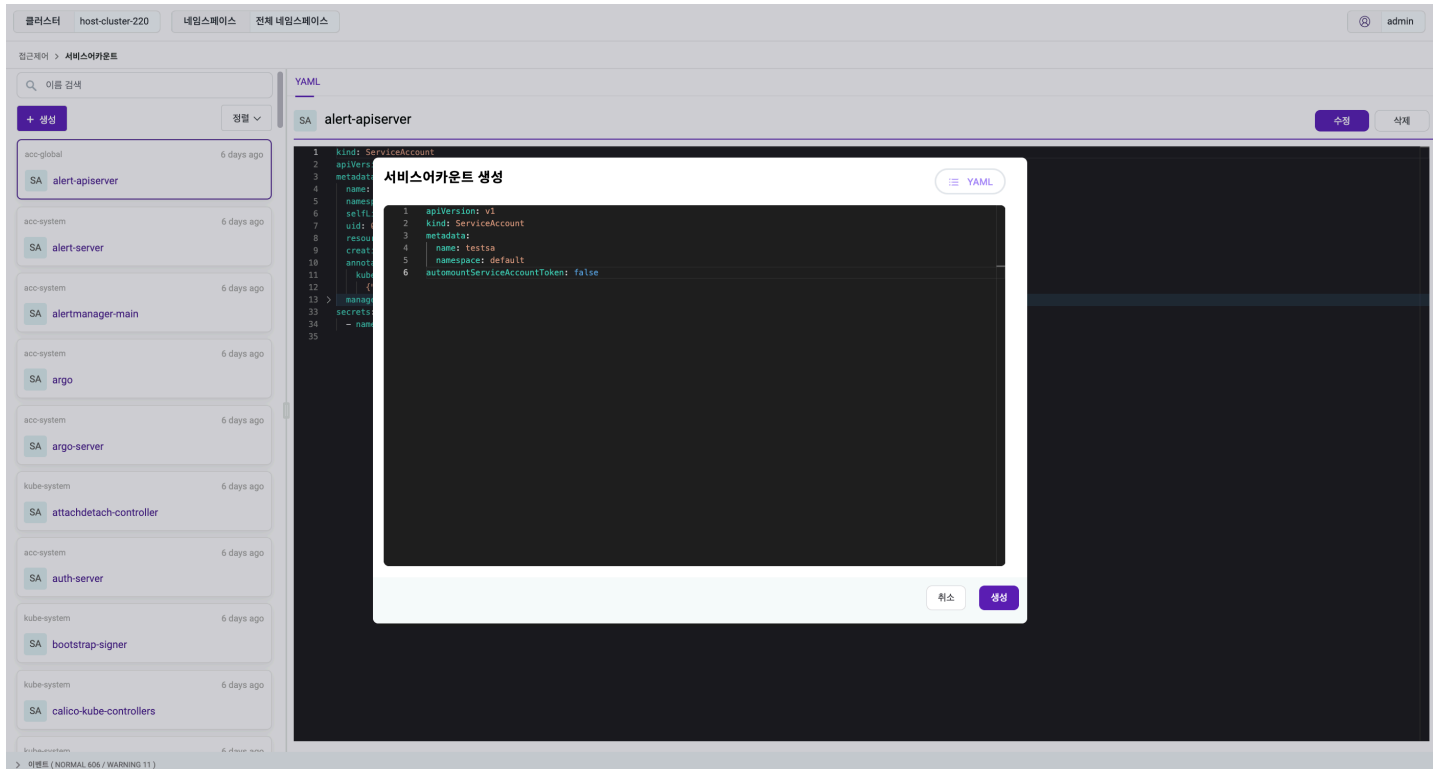 클러스터 host-cluster-220 네임스페이스 전체 네임스페이스 admin
접근제어 > 서비스어카운트
이름 검색
+ 생성 정렬
acc-global 6 days ago
SA alert-apiserver
acc-system 6 days ago
SA alert-server
acc-system 6 days ago
SA alertmanager-main
acc-system 6 days ago
SA argo
acc-system 6 days ago
SA argo-server
kube-system 6 days ago
SA attachdetach-controller
acc-system 6 days ago
SA auth-server
kube-system 6 days ago
SA bootstrap-signer
kube-system 6 days ago
SA calico-kube-controllers
kube-system 6 days ago
> 이벤트 ( NORMAL 606 / WARNING 11 )
YAML
SA alert-apiserver 수정 삭제
1 kind: ServiceAccount
2 apiVers
3 metadat
4 name:
5 names
6 selfL
7 uid:
8 resou
9 creat
10 annot
11 kube
12 {"
13 > manag
33 secrets
34 - name
35
서비스어카운트 생성 YAML
1 apiVersion: v1
2 kind: ServiceAccount
3 metadata:
4 name: testsa
5 namespace: default
6 automountServiceAccountToken: false
취소 생성